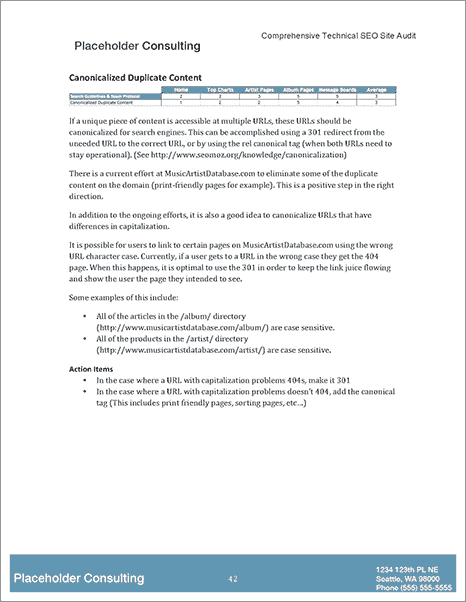 Comprehensive Technical SEO Site Audit
Placeholder Consulting
Canonicalized Duplicate Content
Home Top Charts Artist Pages Album Pages Message Boards Average
Search Guidelines & Spam Protocol
Canonicalized Duplicate Content 1 2 2 5 4 3
If a unique piece of content is accessible at multiple URLs, these URLs should be
canonicalized for search engines. This can be accomplished using a 301 redirect from the
uneeded URL to the correct URL, or by using the rel canonical tag (when both URLs need to
stay operational). (See http://www.seomoz.org/knowledge/canonicalization)
There is a current effort at MusicArtistDatabase.com to eliminate some of the duplicate
content on the domain (print-friendly pages for example). This is a positive step in the right
direction.
In addition to the ongoing efforts, it is also a good idea to canonicalize URLs that have
differences in capitalization.
It is possible for users to link to certain pages on MusicArtistDatabase.com using the wrong
URL character case. Currently, if a user gets to a URL in the wrong case they get the 404
page. When this happens, it is optimal to use the 301 in order to keep the link juice flowing
and show the user the page they intended to see.
Some examples of this include:
• All of the articles in the /album/ directory
(http://www.musicartistdatabase.com/album/) are case sensitive.
• All of the products in the /artist/ directory
(http://www.musicartistdatabase.com/artist/) are case sensitive.
Action Items
• In the case where a URL with capitalization problems 404s, make it 301
• In the case where a URL with capitalization problems doesn't 404, add the canonical
tag (This includes print friendly pages, sorting pages, etc...)
Placeholder Consulting
42
1234 123th PL NE
Seattle, WA 98000
Phone (555) 555-5555